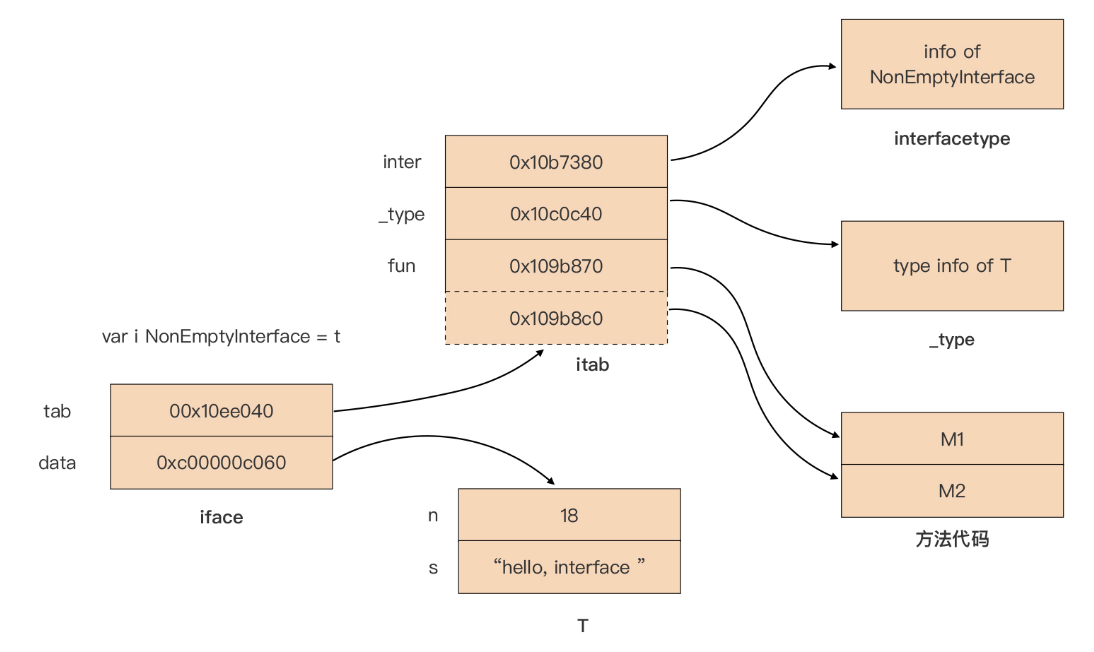 info of
NonEmptyInterface
interfacetype
inter
0x10b7380
_type
0x10c0c40
fun
0x109b870
0x109b8c0
itab
type info of T
_type
var i NonEmptyInterface = t
tab
00x10ee040
data
0xc00000c060
iface
n
18
s
“hello, interface ”
T
M1
M2
方法代码